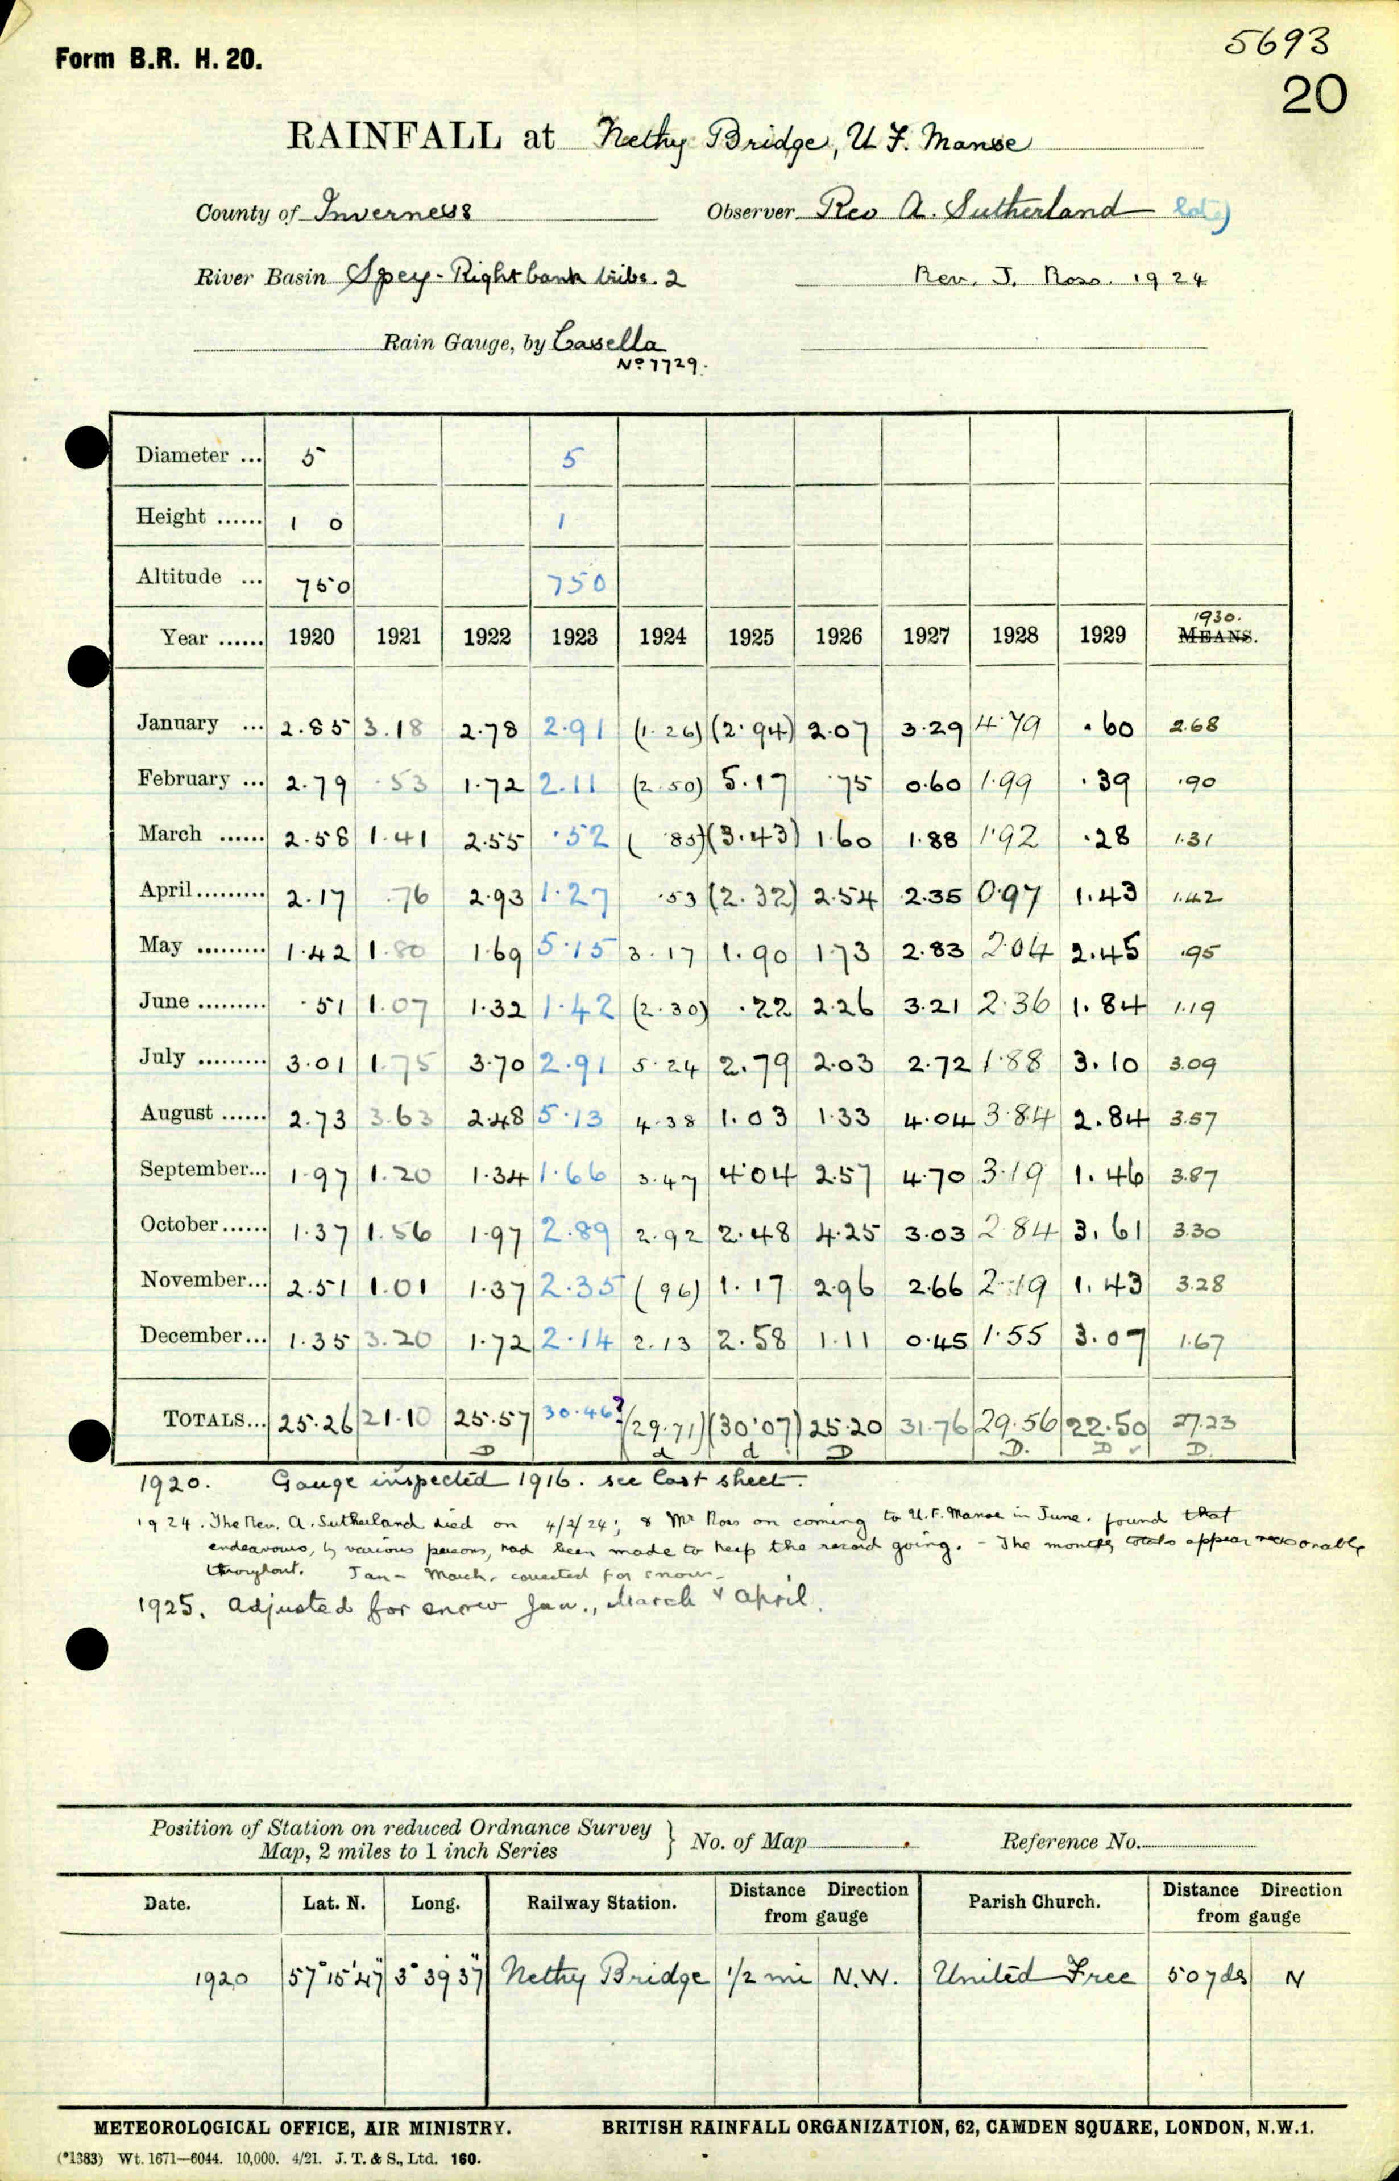 5693
Form B.R. H. 20.
20
RAINFALL at Nethy Bridge, U F. Manse
County of Inverness Observer Rev A. Sutherland (late)
River Basin Spey - Right bank tribs. 2 Rev. J. Ross. 1924
Rain Gauge, by Casella
No 7729.
Diameter ... 5 5
Height ...... 1 0 1
Altitude ... 750 750
1930.
Year ...... 1920 1921 1922 1923 1924 1925 1926 1927 1928 1929 MEANS.
January ... 2.85 3.18 2.78 2.91 (1.26) (2.94) 2.07 3.29 4.79 .60 2.68
February ... 2.79 .53 1.72 2.11 (2.50) 5.17 .75 0.60 1.99 .39 .90
March ...... 2.58 1.41 2.55 .52 ( 85) (3.43) 1.60 1.88 1.92 .28 1.31
April ......... 2.17 .76 2.93 1.27 .53 (2.32) 2.54 2.35 0.97 1.43 1.42
May ......... 1.42 1.80 1.69 5.15 3.17 1.90 1.73 2.83 2.04 2.45 .95
June ......... .51 1.07 1.32 1.42 (2.30) .22 2.26 3.21 2.36 1.84 1.19
July ......... 3.01 1.75 3.70 2.91 5.24 2.79 2.03 2.72 1.88 3.10 3.09
August ...... 2.73 3.63 2.48 5.13 4.38 1.03 1.33 4.04 3.84 2.84 3.57
September... 1.97 1.20 1.34 1.66 3.47 4.04 2.57 4.70 3.19 1.46 3.87
October ...... 1.37 1.56 1.97 2.89 2.92 2.48 4.25 3.03 2.84 3.61 3.30
November... 2.51 1.01 1.37 2.35 ( 96) 1.17 2.96 2.66 2.19 1.43 3.28
December ... 1.35 3.20 1.72 2.14 2.13 2.58 1.11 0.45 1.55 3.07 1.67
TOTALS... 25.26 21.10 25.57 30.46? (29.71) (30.07) 25.20 31.76 29.56 22.50 27.23
D d d D D. D ✓ D.
1920. Gauge inspected 1916. see last sheet.
1924. The Rev. A. Sutherland died on 4/2/24; & Mr Ross on coming to U.F. Manse in June, found that
endeavours, by various persons, had been made to keep the record going. - The monthly totals appear reasonable
throughout. Jan - March, corrected for snow.
1925. Adjusted for snow Jan., March & April.
Position of Station on reduced Ordnance Survey
Map, 2 miles to 1 inch Series } No. of Map Reference No.
Date. Lat. N. Long. Railway Station. Distance Direction from gauge Parish Church. Distance Direction from gauge
1920 57° 15' 47" 3° 39' 37" Nethy Bridge 1/2 mi N.W. United Free 50 yds N
METEOROLOGICAL OFFICE, AIR MINISTRY. BRITISH RAINFALL ORGANIZATION, 62, CAMDEN SQUARE, LONDON, N.W.1.
(*1383) Wt. 1671—6044. 10,000. 4/21. J. T. & S., Ltd. 160.